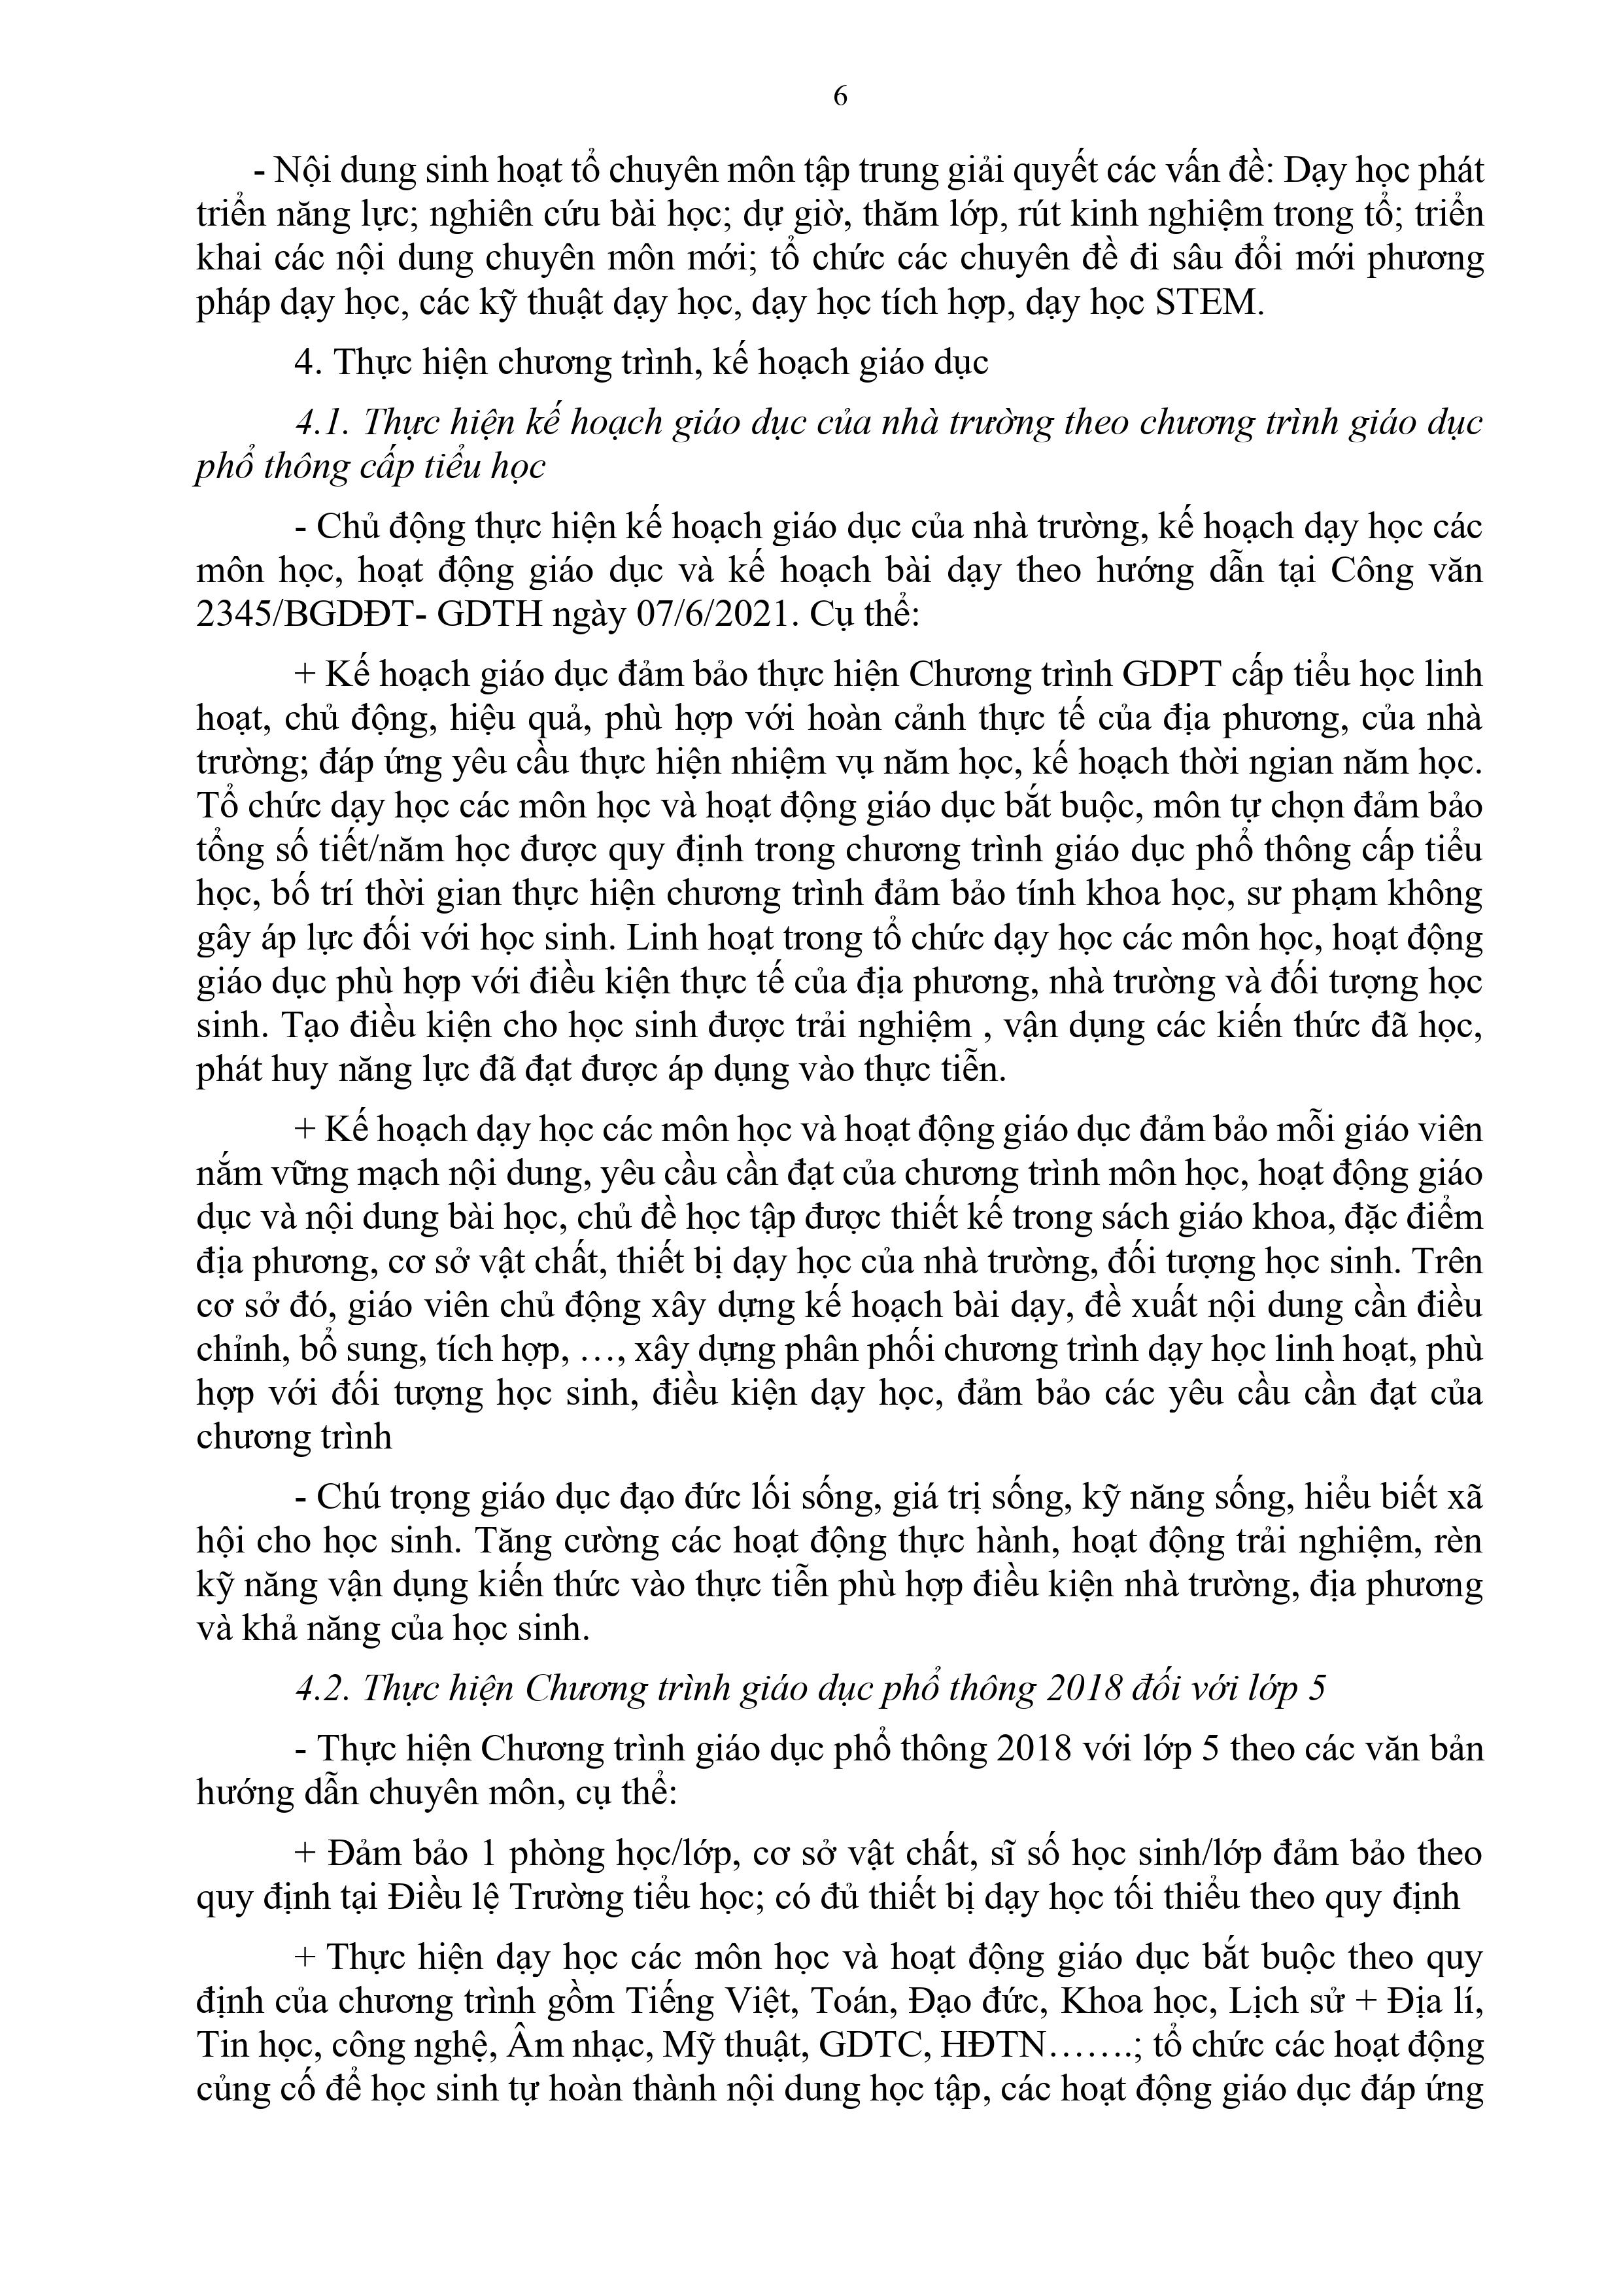 6
- Nội dung sinh hoạt tổ chuyên môn tập trung giải quyết các vấn đề: Dạy học phát
triển năng lực; nghiên cứu bài học; dự giờ, thăm lớp, rút kinh nghiệm trong tổ; triển
khai các nội dung chuyên môn mới; tổ chức các chuyên đề đi sâu đổi mới phương
pháp dạy học, các kỹ thuật dạy học, dạy học tích hợp, dạy học STEM.
4. Thực hiện chương trình, kế hoạch giáo dục
4.1. Thực hiện kế hoạch giáo dục của nhà trường theo chương trình giáo dục
phổ thông cấp tiểu học
- Chủ động thực hiện kế hoạch giáo dục của nhà trường, kế hoạch dạy học các
môn học, hoạt động giáo dục và kế hoạch bài dạy theo hướng dẫn tại Công văn
2345/BGDĐT- GDTH ngày 07/6/2021. Cụ thể:
+ Kế hoạch giáo dục đảm bảo thực hiện Chương trình GDPT cấp tiểu học linh
hoạt, chủ động, hiệu quả, phù hợp với hoàn cảnh thực tế của địa phương, của nhà
trường; đáp ứng yêu cầu thực hiện nhiệm vụ năm học, kế hoạch thời ngian năm học.
Tổ chức dạy học các môn học và hoạt động giáo dục bắt buộc, môn tự chọn đảm bảo
tổng số tiết/năm học được quy định trong chương trình giáo dục phổ thông cấp tiểu
học, bố trí thời gian thực hiện chương trình đảm bảo tính khoa học, sư phạm không
gây áp lực đối với học sinh. Linh hoạt trong tổ chức dạy học các môn học, hoạt động
giáo dục phù hợp với điều kiện thực tế của địa phương, nhà trường và đối tượng học
sinh. Tạo điều kiện cho học sinh được trải nghiệm , vận dụng các kiến thức đã học,
phát huy năng lực đã đạt được áp dụng vào thực tiễn.
+ Kế hoạch dạy học các môn học và hoạt động giáo dục đảm bảo mỗi giáo viên
nắm vững mạch nội dung, yêu cầu cần đạt của chương trình môn học, hoạt động giáo
dục và nội dung bài học, chủ đề học tập được thiết kế trong sách giáo khoa, đặc điểm
địa phương, cơ sở vật chất, thiết bị dạy học của nhà trường, đối tượng học sinh. Trên
cơ sở đó, giáo viên chủ động xây dựng kế hoạch bài dạy, đề xuất nội dung cần điều
chỉnh, bổ sung, tích hợp, …, xây dựng phân phối chương trình dạy học linh hoạt, phù
hợp với đối tượng học sinh, điều kiện dạy học, đảm bảo các yêu cầu cần đạt của
chương trình
- Chú trọng giáo dục đạo đức lối sống, giá trị sống, kỹ năng sống, hiểu biết xã
hội cho học sinh. Tăng cường các hoạt động thực hành, hoạt động trải nghiệm, rèn
kỹ năng vận dụng kiến thức vào thực tiễn phù hợp điều kiện nhà trường, địa phương
và khả năng của học sinh.
4.2. Thực hiện Chương trình giáo dục phổ thông 2018 đối với lớp 5
- Thực hiện Chương trình giáo dục phổ thông 2018 với lớp 5 theo các văn bản
hướng dẫn chuyên môn, cụ thể:
+ Đảm bảo 1 phòng học/lớp, cơ sở vật chất, sĩ số học sinh/lớp đảm bảo theo
quy định tại Điều lệ Trường tiểu học; có đủ thiết bị dạy học tối thiểu theo quy định
+ Thực hiện dạy học các môn học và hoạt động giáo dục bắt buộc theo quy
định của chương trình gồm Tiếng Việt, Toán, Đạo đức, Khoa học, Lịch sử + Địa lí,
Tin học, công nghệ, Âm nhạc, Mỹ thuật, GDTC, HĐTN…….; tổ chức các hoạt động
củng cố để học sinh tự hoàn thành nội dung học tập, các hoạt động giáo dục đáp ứng